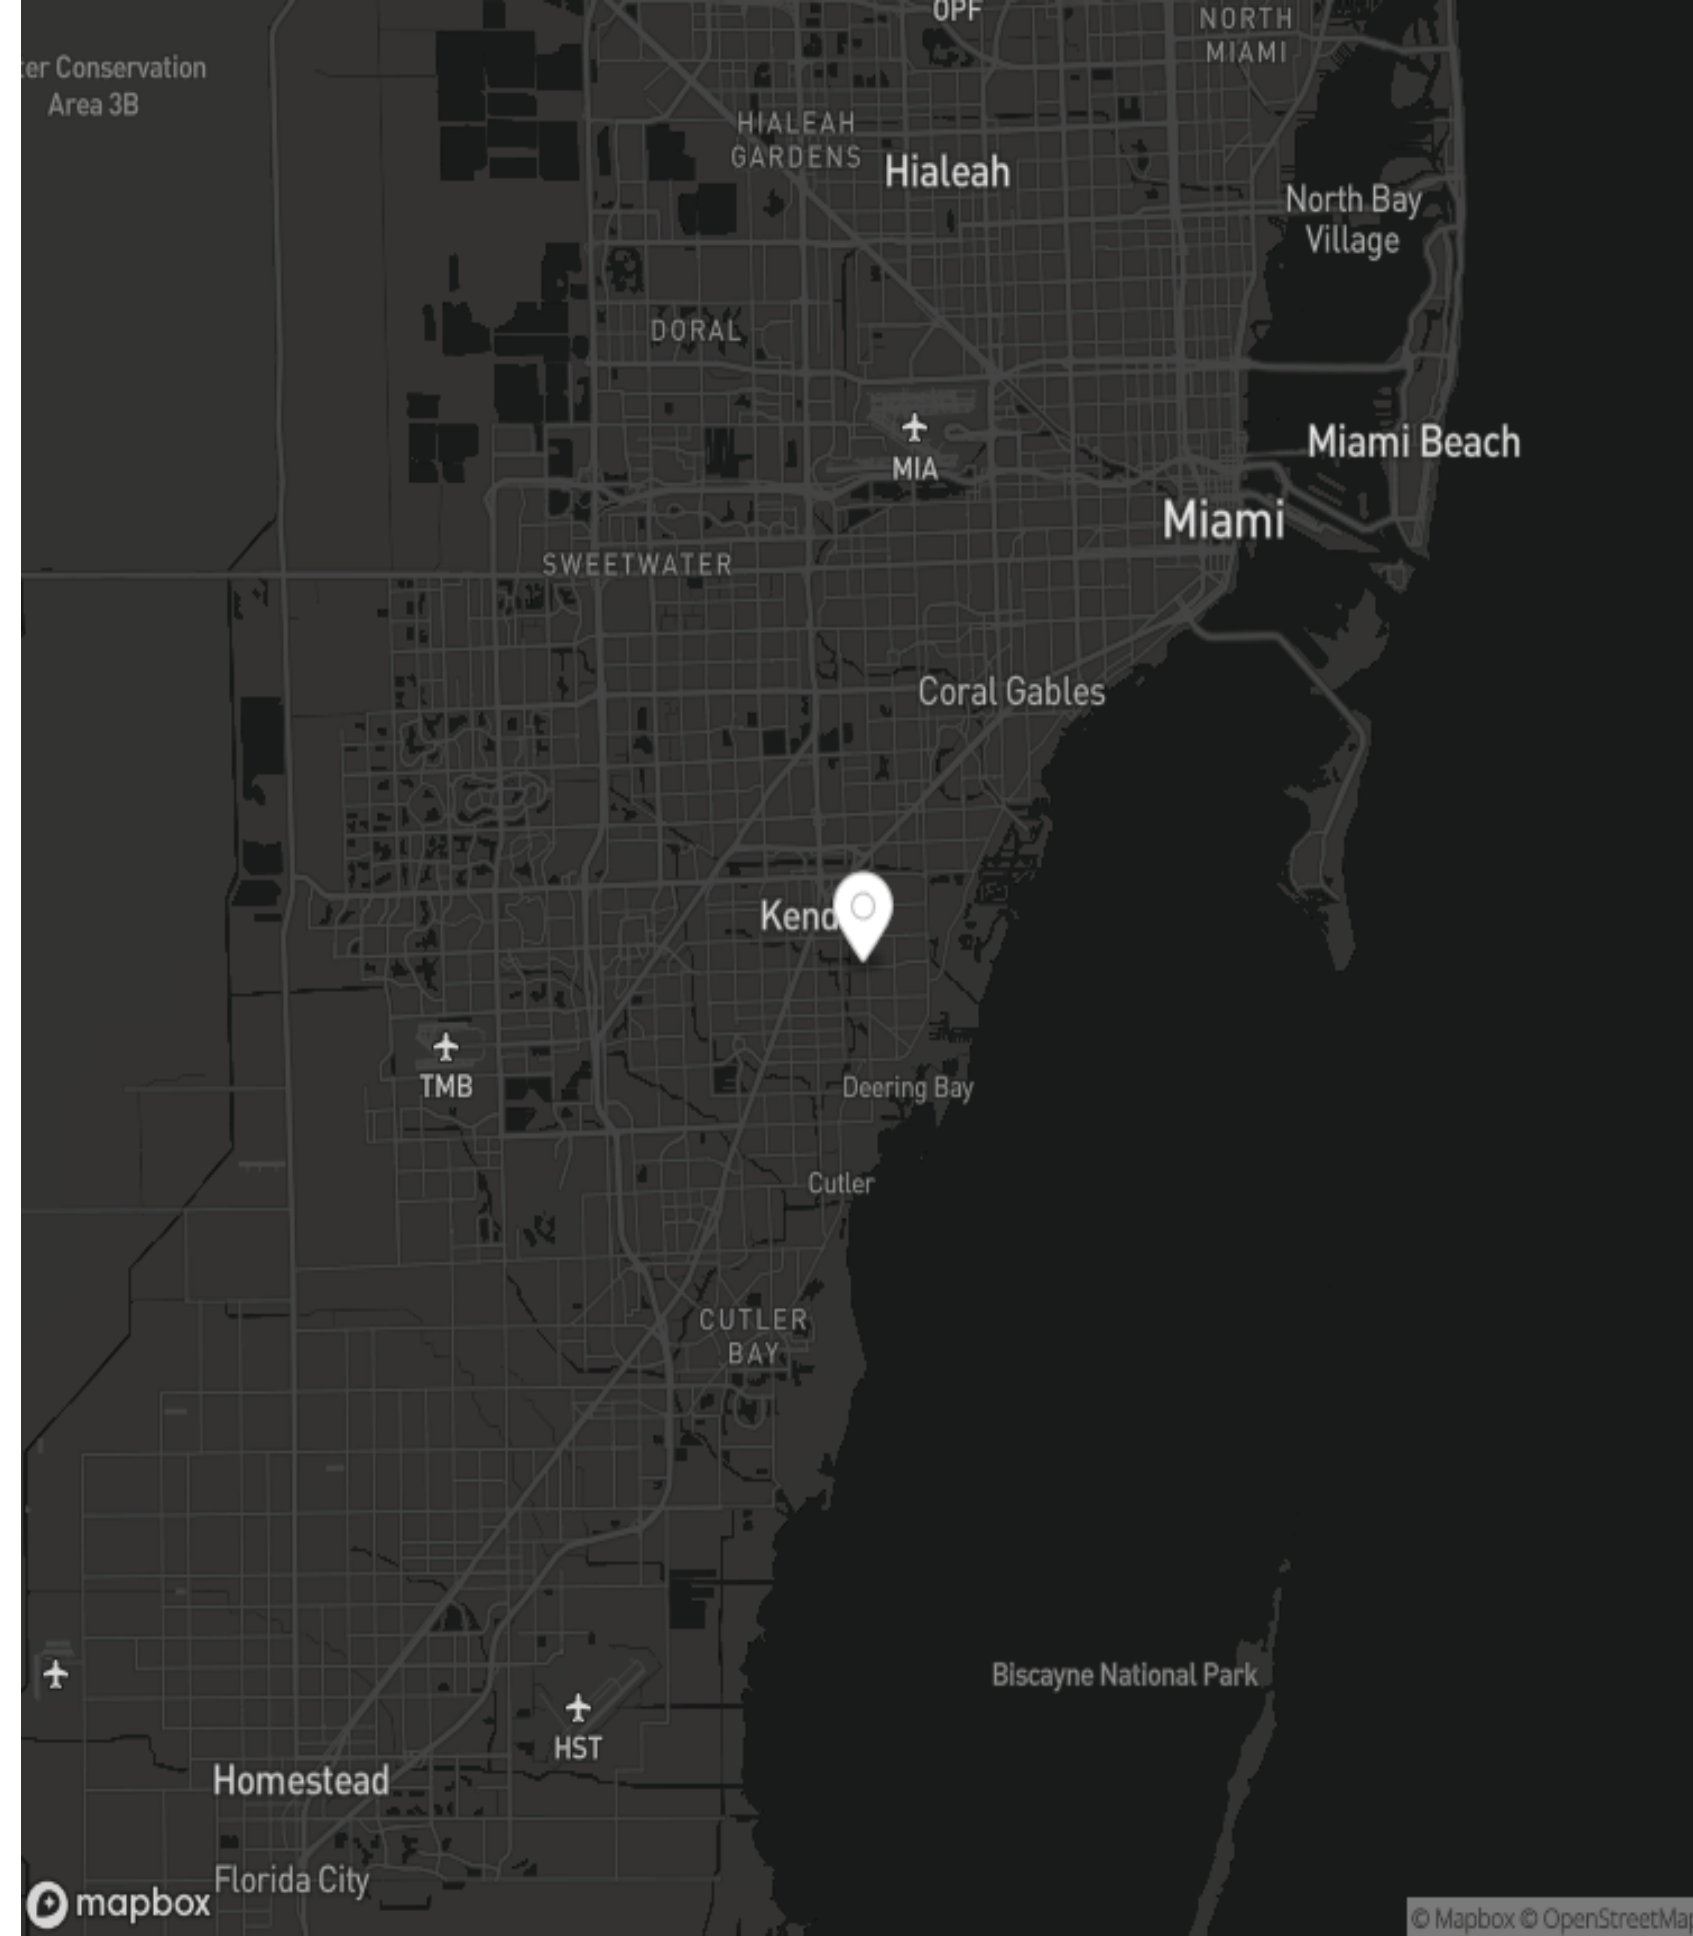 OPF
NORTH
MIAMI
ter Conservation
Area 3B
HIALEAH
GARDENS
Hialeah
North Bay
Village
DORAL
MIA
Miami Beach
Miami
SWEETWATER
Coral Gables
Kend
TMB
Deering Bay
Cutler
CUTLER
BAY
Biscayne National Park
HST
Homestead
Florida City
mapbox
© Mapbox © OpenStreetMap